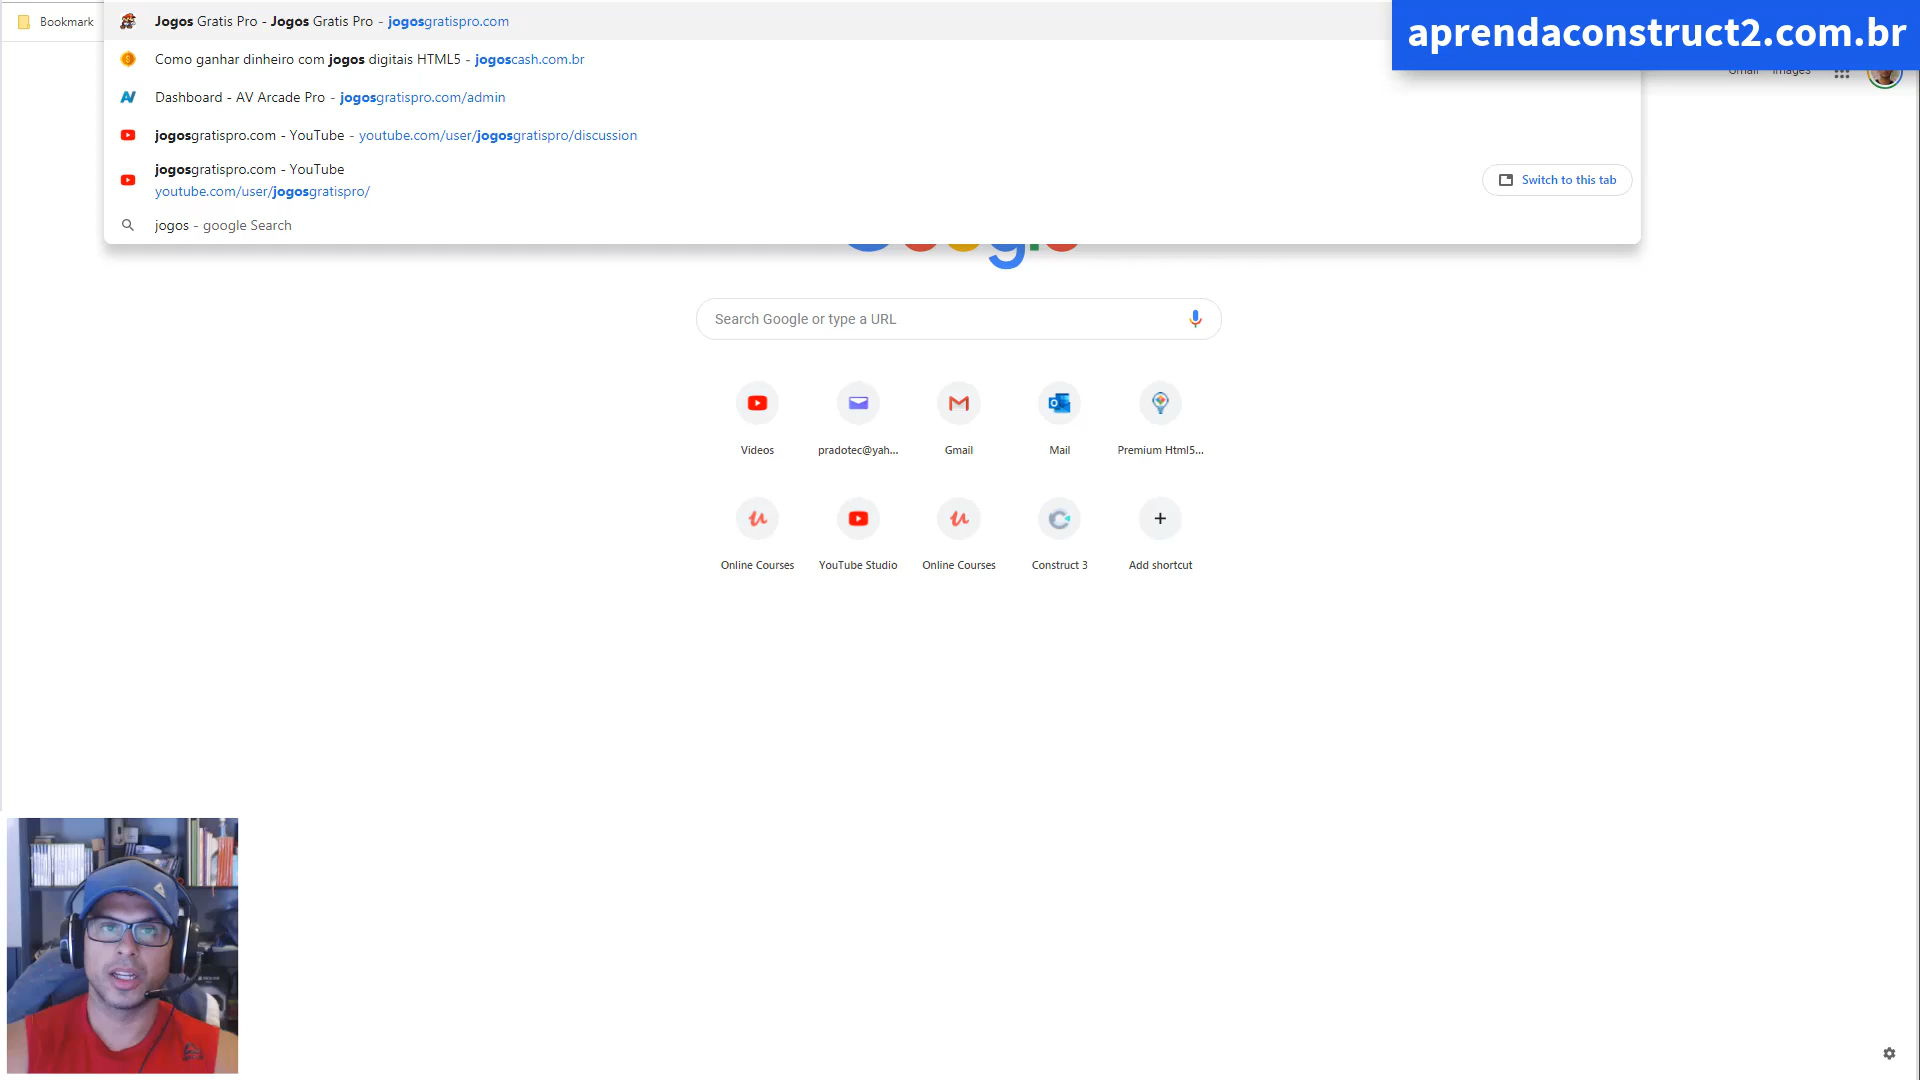 Bookmark
Jogos Gratis Pro - Jogos Gratis Pro - jogosgratispro.com
aprendaconstruct2.com.br
Como ganhar dinheiro com jogos digitais HTML5 - jogoscash.com.br
Gmail Images
Dashboard - AV Arcade Pro - jogosgratispro.com/admin
jogosgratispro.com - YouTube - youtube.com/user/jogosgratispro/discussion
jogosgratispro.com - YouTube
youtube.com/user/jogosgratispro/
Switch to this tab
jogos - google Search
Search Google or type a URL
Videos
pradotec@yah...
Gmail
Mail
Premium Html5...
Online Courses
YouTube Studio
Online Courses
Construct 3
Add shortcut